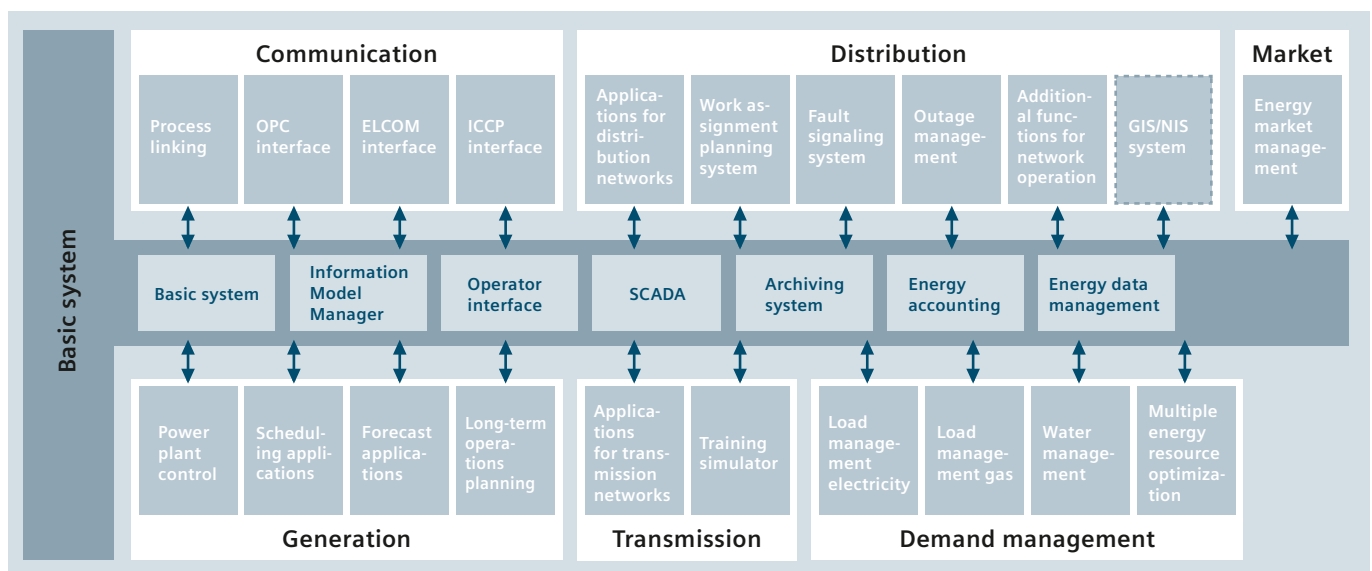 Basic system
Communication
Process
linking
OPC
interface
ELCOM
interface
ICCP
interface
Distribution
Applica-
tions for
distri-
bution
networks
Work as-
signment
planning
system
Fault
signaling
system
Outage
manage-
ment
Addition-
al func-
tions for
network
operation
GIS/NIS
system
Market
Energy
market
manage-
ment
Basic system
Information
Model
Manager
Operator
interface
SCADA
Archiving
system
Energy
accounting
Energy data
management
Power
plant
control
Schedul-
ing appli-
cations
Forecast
applica-
tions
Long-term
opera-
tions
planning
Generation
Applica-
tions
for trans-
mission
networks
Training
simulator
Transmission
Load
manage-
ment
electricity
Load
manage-
ment gas
Water
manage-
ment
Multiple
energy
resource
optimiza-
tion
Demand management